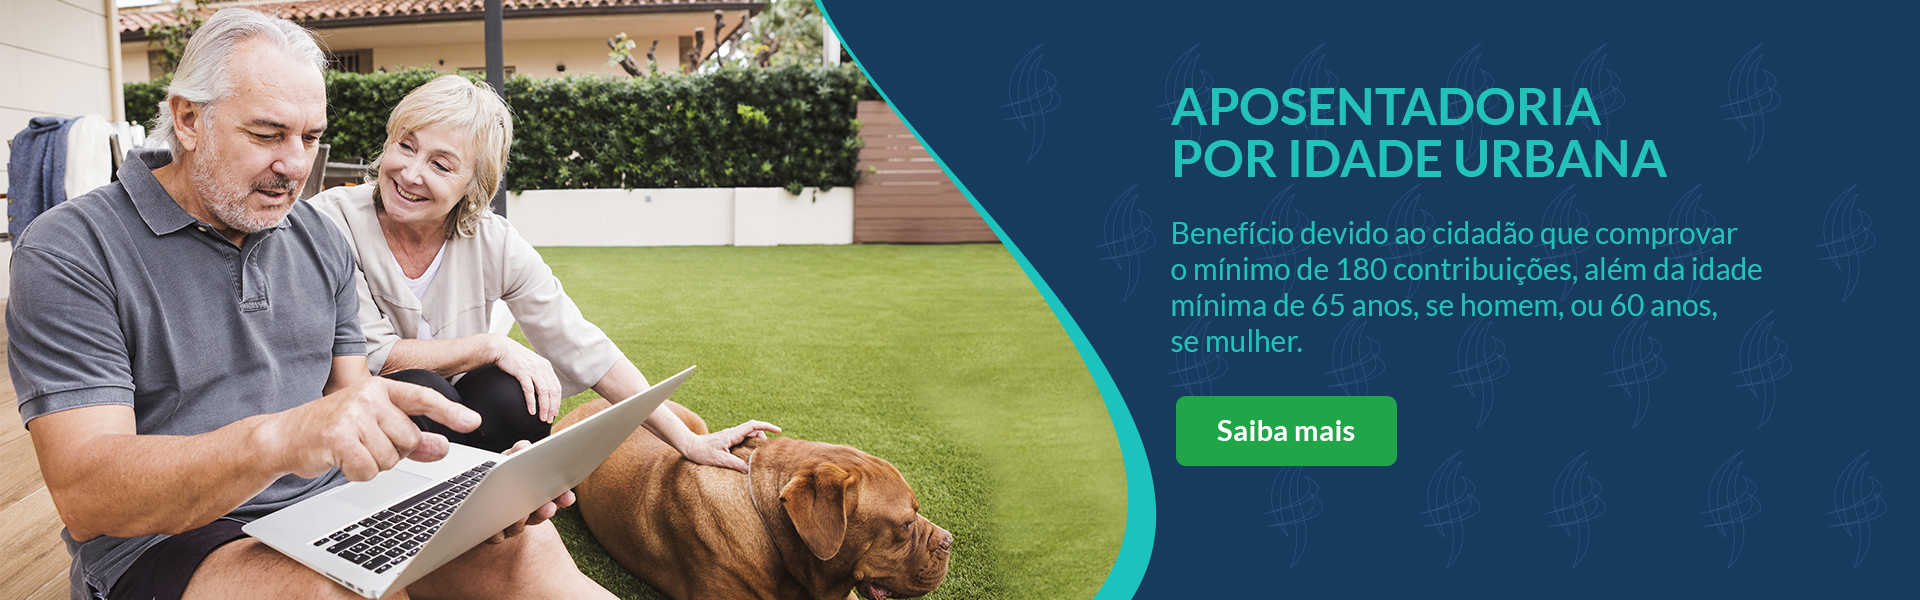 APOSENTADORIA
POR IDADE URBANA
Benefício devido ao cidadão que comprovar
o mínimo de 180 contribuições, além da idade
mínima de 65 anos, se homem, ou 60 anos,
se mulher.
Saiba mais